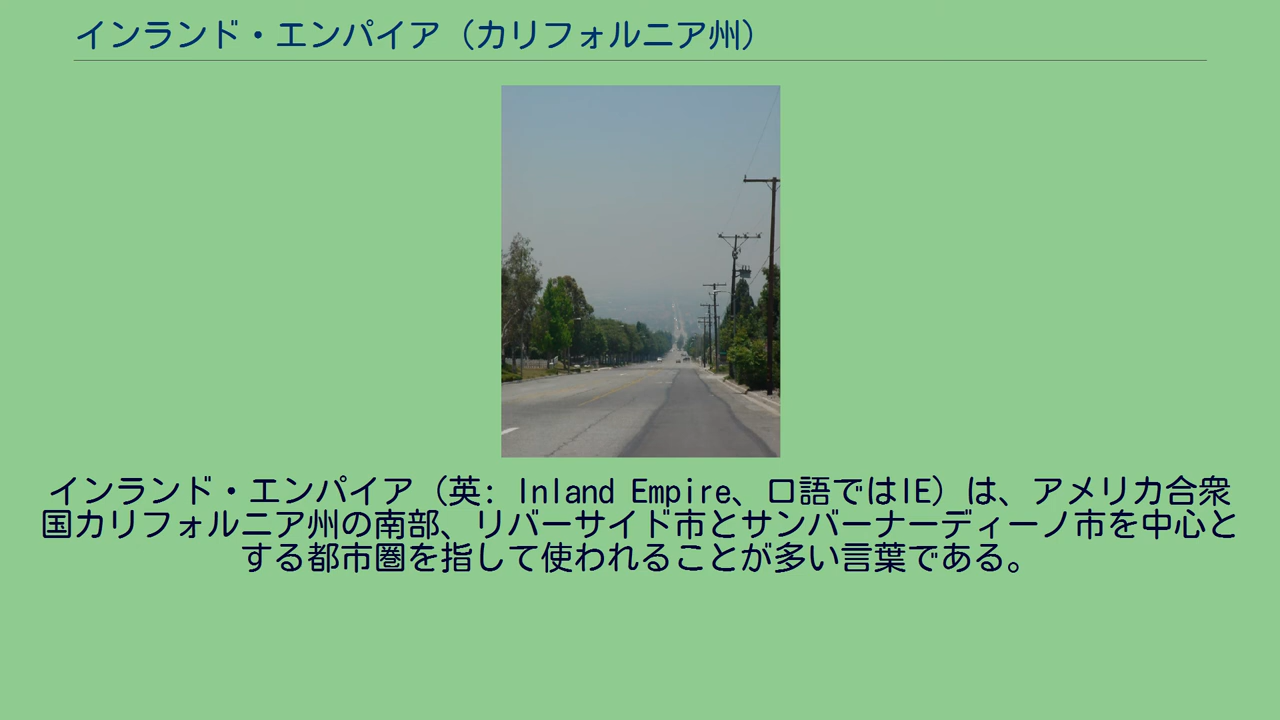 インランド・エンパイア（カリフォルニア州）
インランド・エンパイア（英: Inland Empire、口語ではIE）は、アメリカ合衆
国カリフォルニア州の南部、リバーサイド市とサンバーナーディーノ市を中心と
する都市圏を指して使われることが多い言葉である。